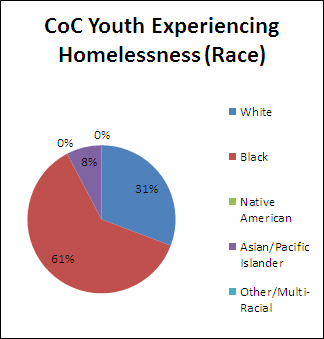 CoC Youth Experiencing
Homelessness (Race)
0%
0%
8%
31%
61%
White
Black
Native
American
Asian/Pacific
Islander
Other/Multi-
Racial